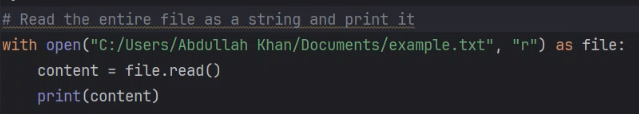 # Read the entire file as a string and print it
with open("C:/Users/Abdullah Khan/Documents/example.txt", "r") as file:
    content = file.read()
    print(content)